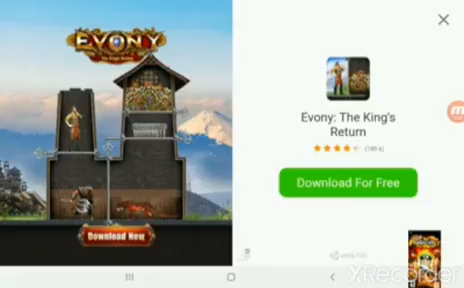 EVONY
The King's Return
Download Now
Evony: The King's
Return
Download For Free
XRecorder